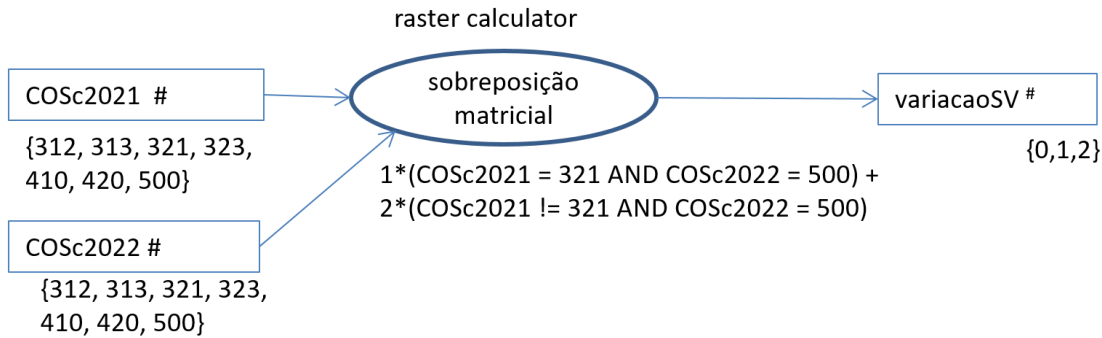 raster calculator
COSc2021 #
{312, 313, 321, 323,
410, 420, 500}
sobreposição
matricial
variacaoSV #
{0,1,2}
1*(COSc2021 = 321 AND COSc2022 = 500) +
2*(COSc2021 != 321 AND COSc2022 = 500)
COSc2022 #
{312, 313, 321, 323,
410, 420, 500}